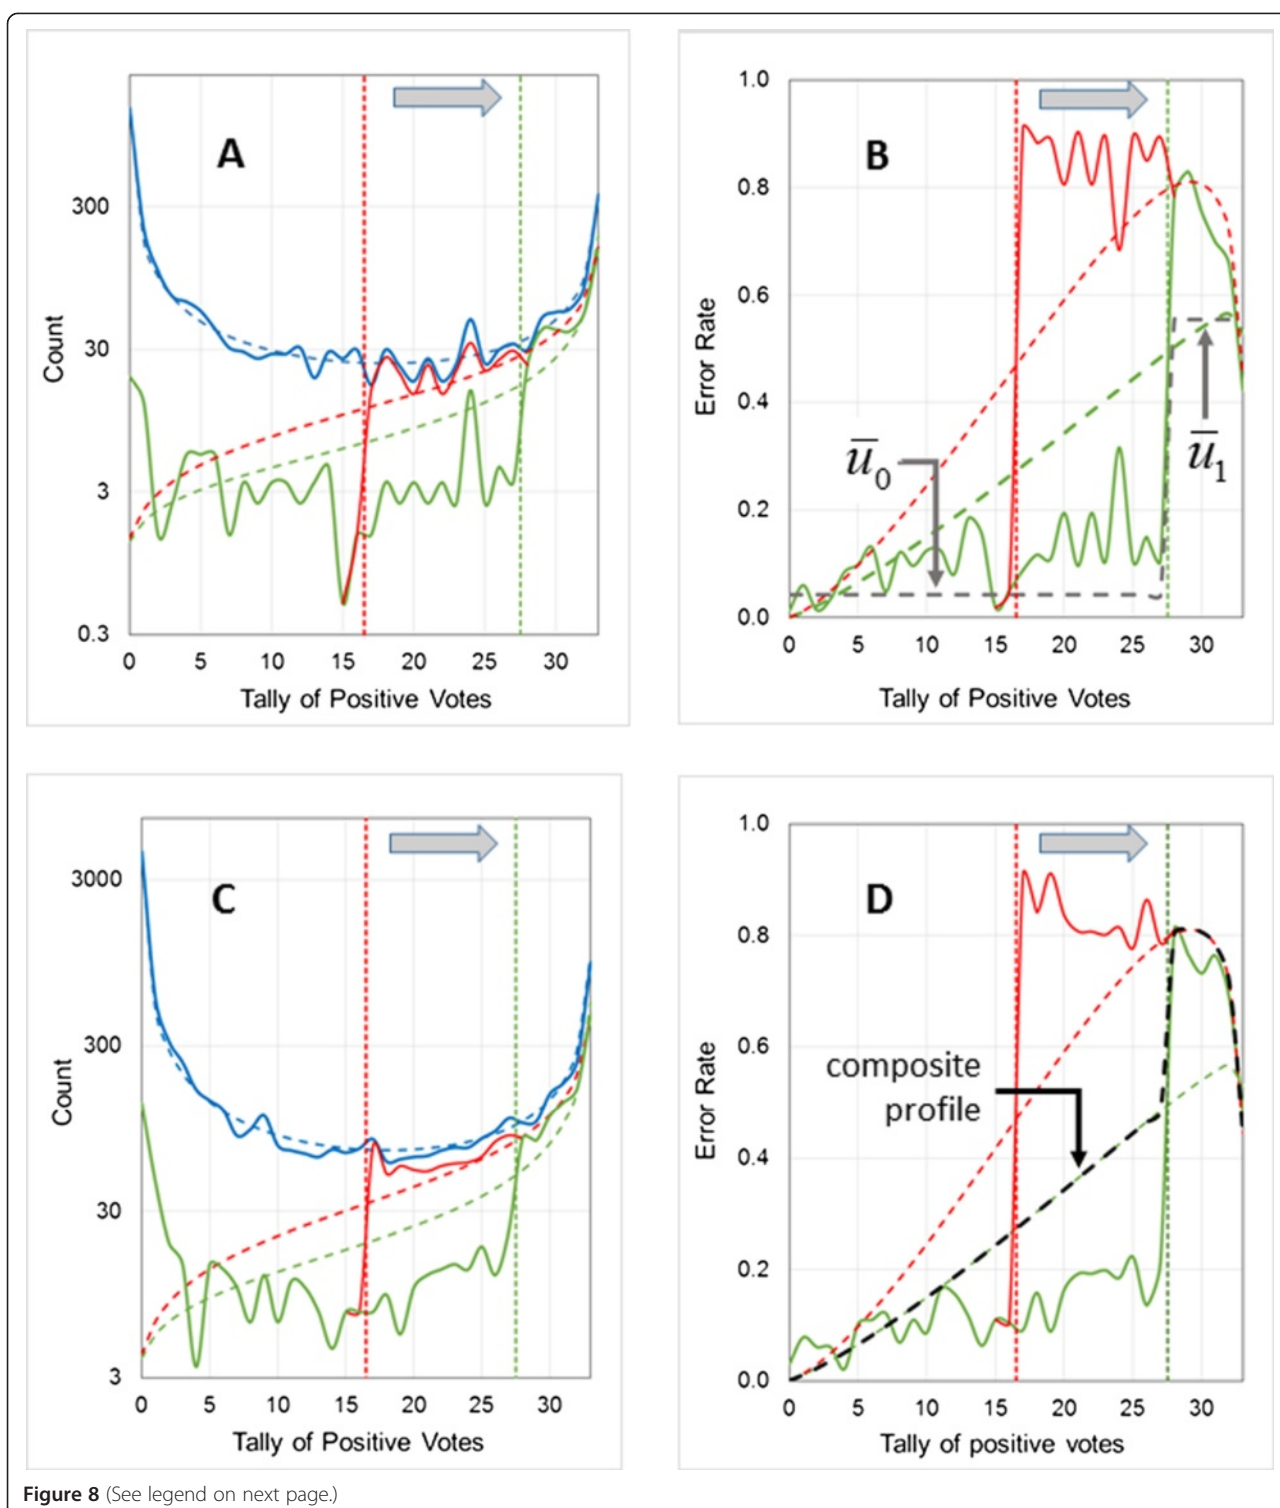 A
300
30
3
0.3
Count
0 5 10 15 20 25 30
Tally of Positive Votes
B
1.0
0.8
0.6
0.4
0.2
0.0
Error Rate
u̅0
u̅1
0 5 10 15 20 25 30
Tally of Positive Votes
C
3000
300
30
3
Count
0 5 10 15 20 25 30
Tally of Positive Votes
D
1.0
0.8
0.6
0.4
0.2
0.0
Error Rate
composite
profile
0 5 10 15 20 25 30
Tally of positive votes
Figure 8 (See legend on next page.)